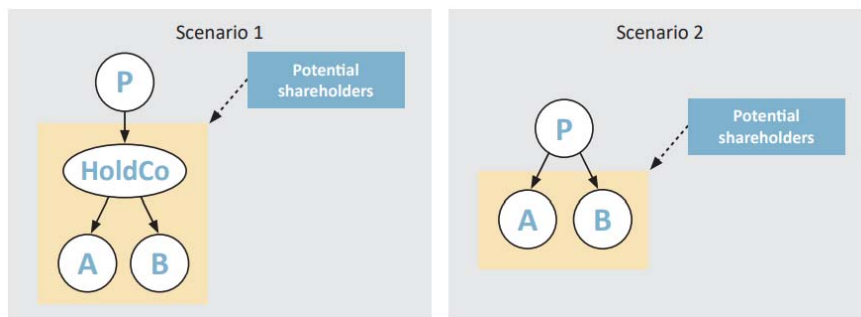 Scenario 1
Potential
shareholders
P
HoldCo
A B
Scenario 2
Potential
shareholders
P
A B